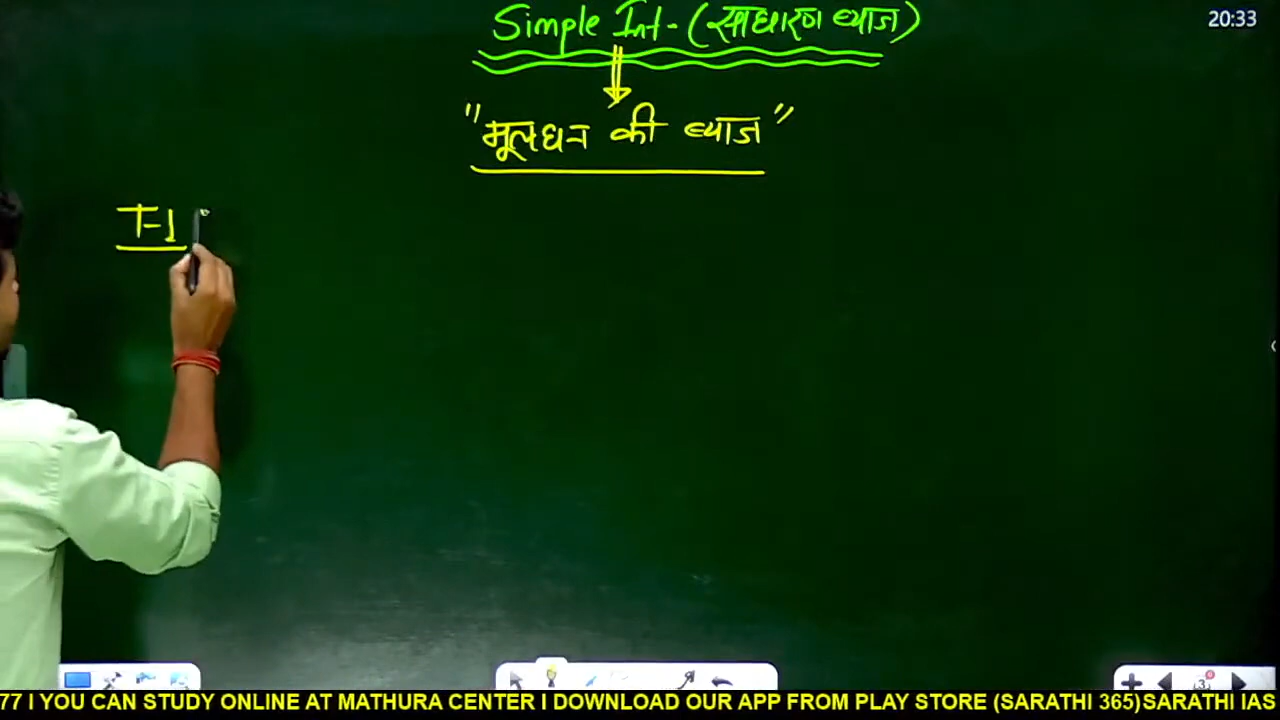 Simple Int- (साधारण ब्याज)
20:33
"मूलधन की ब्याज"
T-1
3
77 I YOU CAN STUDY ONLINE AT MATHURA CENTER I DOWNLOAD OUR APP FROM PLAY STORE (SARATHI 365)SARATHI IAS